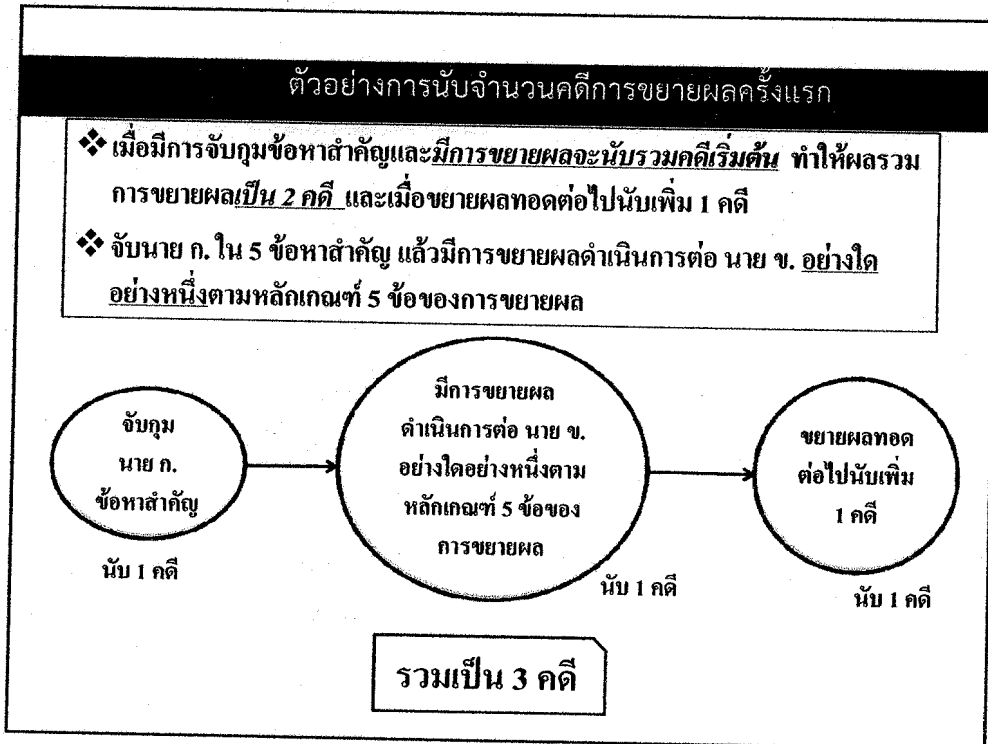 ตัวอย่างการนับจำนวนคดีการขยายผลครั้งแรก
❖ เมื่อมีการจับกุมข้อหาสำคัญและมีการขยายผลจะนับรวมคดีเริ่มต้น ทำให้ผลรวม
การขยายผลเป็น 2 คดี และเมื่อขยายผลทอดต่อไปนับเพิ่ม 1 คดี
❖ จับนาย ก. ใน 5 ข้อหาสำคัญ แล้วมีการขยายผลดำเนินการต่อ นาย ข. อย่างใด
อย่างหนึ่งตามหลักเกณฑ์ 5 ข้อของการขยายผล
จับกุม
นาย ก.
ข้อหาสำคัญ
นับ 1 คดี
มีการขยายผล
ดำเนินการต่อ นาย ข.
อย่างใดอย่างหนึ่งตาม
หลักเกณฑ์ 5 ข้อของ
การขยายผล
นับ 1 คดี
ขยายผลทอด
ต่อไปนับเพิ่ม
1 คดี
นับ 1 คดี
รวมเป็น 3 คดี